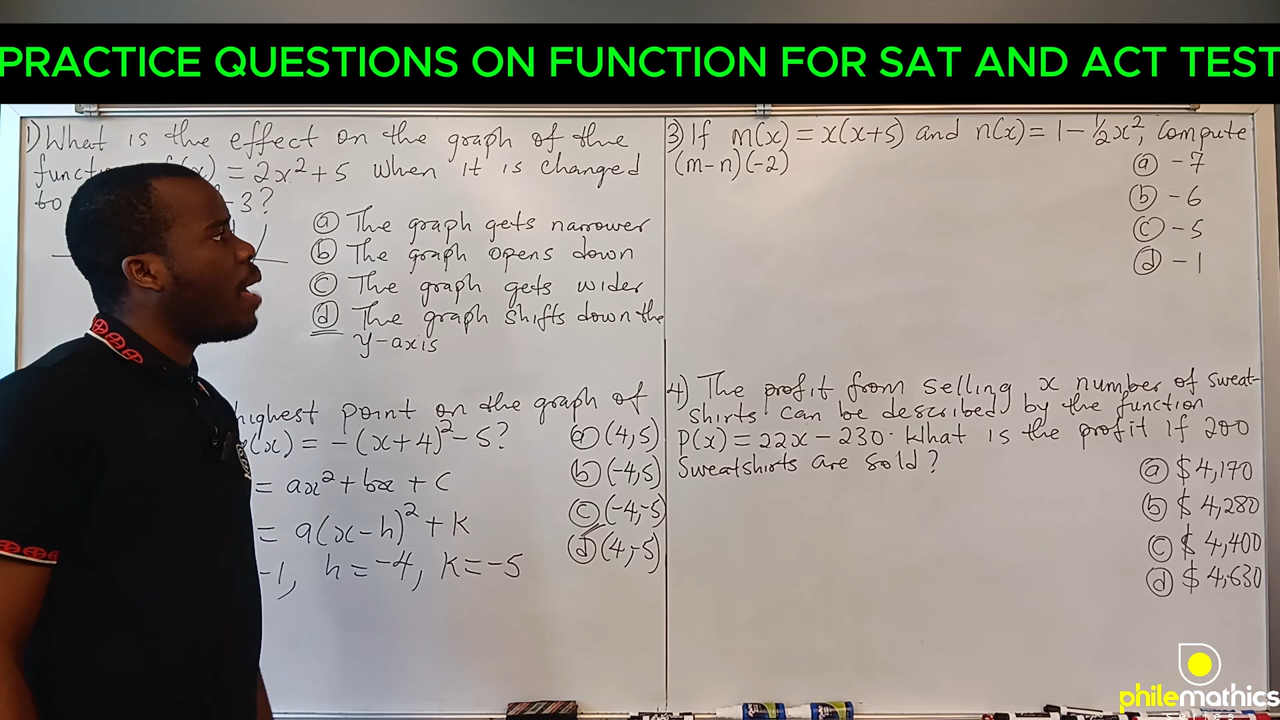 PRACTICE QUESTIONS ON FUNCTION FOR SAT AND ACT TEST
1) What is the effect on the graph of the
func x) = 2x²+5 when it is changed
to -3?
ⓐ The graph gets narrower
ⓑ The graph opens down
ⓒ The graph gets wider
ⓓ The graph shifts down the
y-axis
highest point on the graph of
(x) = -(x+4)²-5?
ⓐ (4,5)
ⓑ (-4,5)
ⓒ (-4,-5)
ⓓ (4,-5)
= ax²+bx+c
= a(x-h)²+k
-1, h=-4, k=-5
3) If m(x) = x(x+5) and n(x) = 1-½x², compute
(m-n)(-2)
ⓐ -7
ⓑ -6
ⓒ -5
ⓓ -1
4) The profit from selling x number of sweat-
shirts can be described by the function
P(x) = 22x-230. What is the profit if 200
sweatshirts are sold?
ⓐ $ 4,170
ⓑ $ 4,280
ⓒ $ 4,400
ⓓ $ 4,630
philemathics